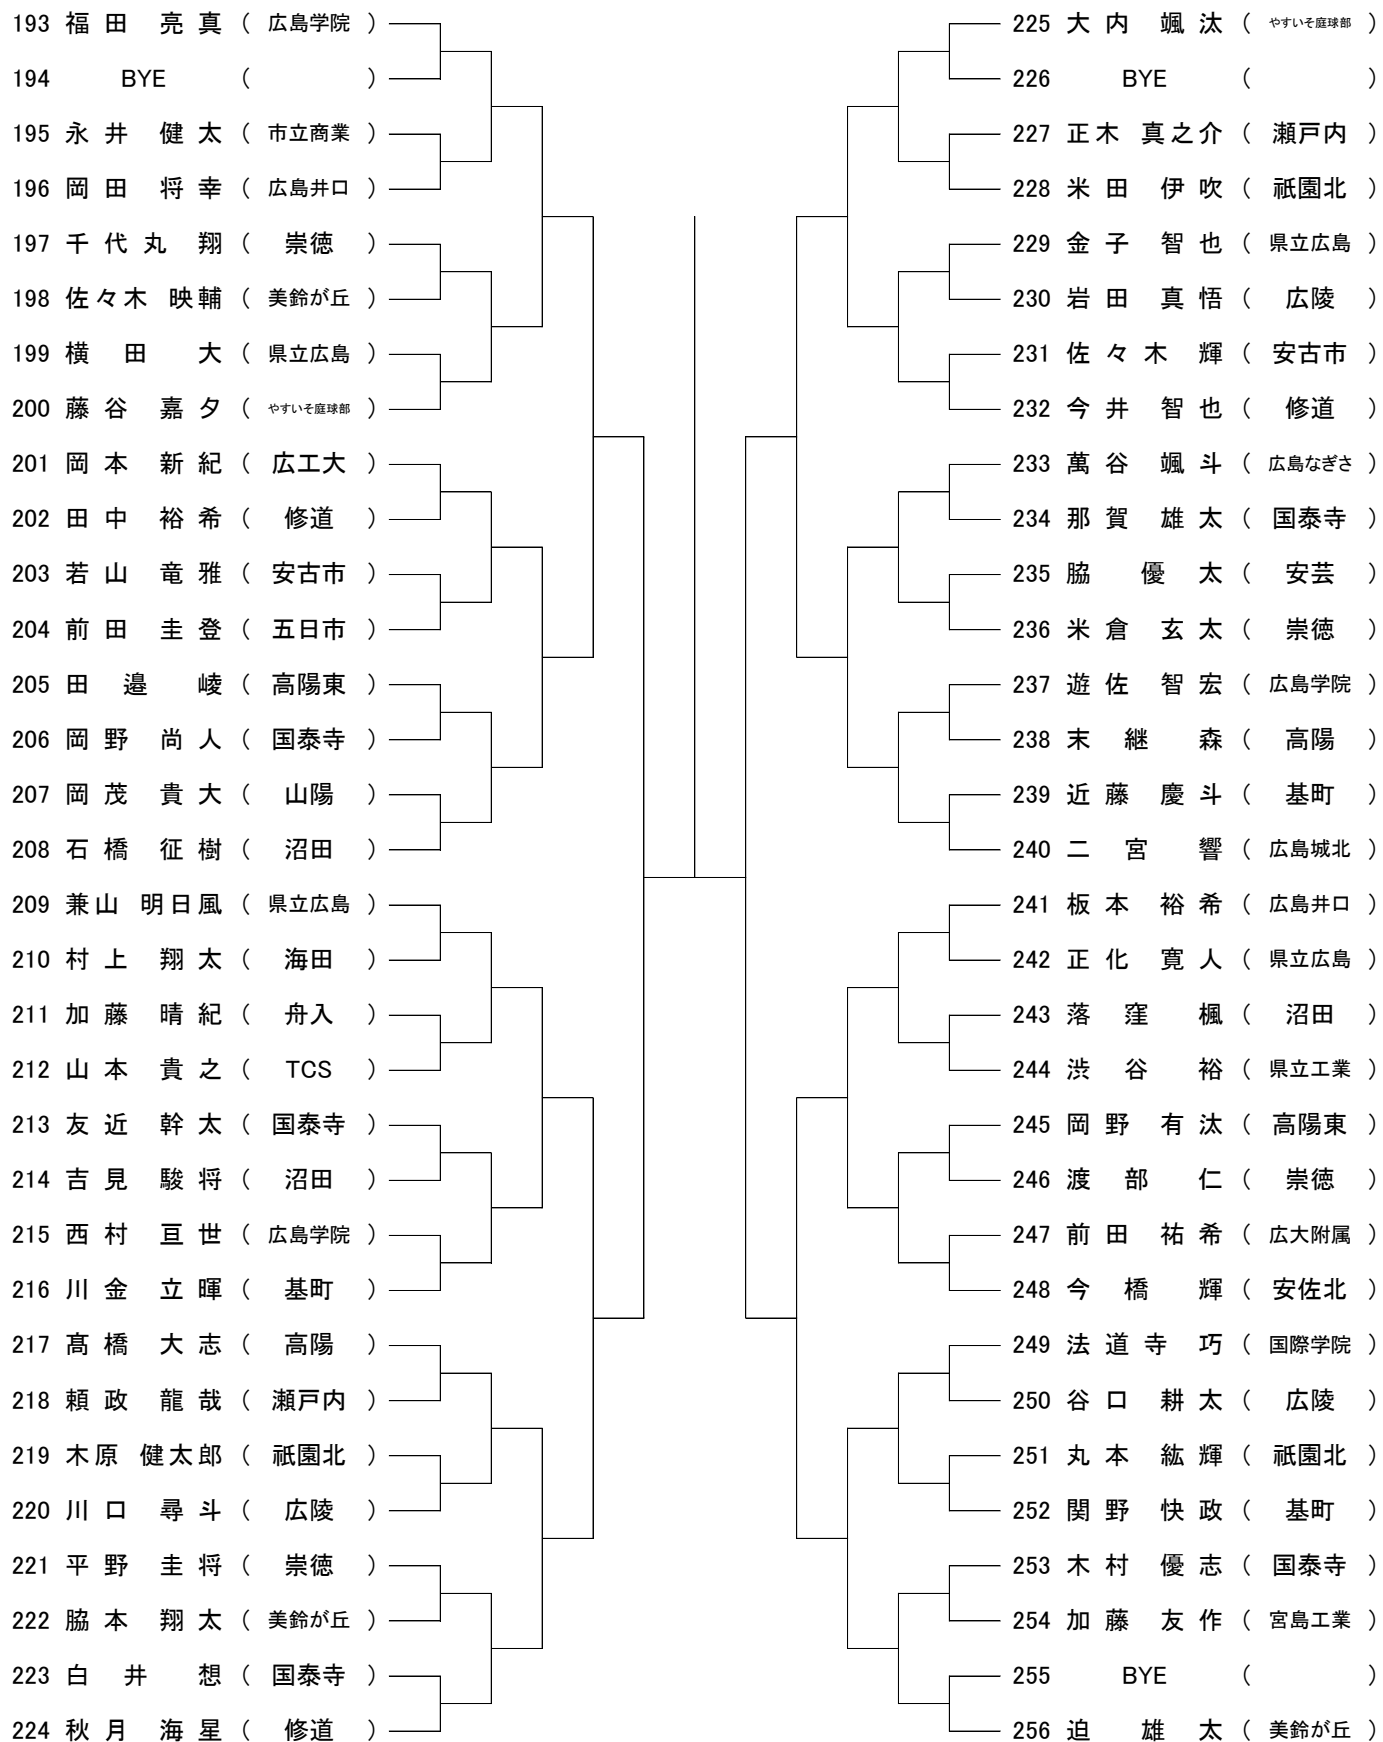 193 福田 亮真 ( 広島学院 )
194 BYE ( )
195 永井 健太 ( 市立商業 )
196 岡田 将幸 ( 広島井口 )
197 千代丸 翔 ( 崇徳 )
198 佐々木 映輔 ( 美鈴が丘 )
199 横田 大 ( 県立広島 )
200 藤谷 嘉夕 ( やすいそ庭球部 )
201 岡本 新紀 ( 広工大 )
202 田中 裕希 ( 修道 )
203 若山 竜雅 ( 安古市 )
204 前田 圭登 ( 五日市 )
205 田邉 崚 ( 高陽東 )
206 岡野 尚人 ( 国泰寺 )
207 岡茂 貴大 ( 山陽 )
208 石橋 征樹 ( 沼田 )
209 兼山 明日風 ( 県立広島 )
210 村上 翔太 ( 海田 )
211 加藤 晴紀 ( 舟入 )
212 山本 貴之 ( TCS )
213 友近 幹太 ( 国泰寺 )
214 吉見 駿将 ( 沼田 )
215 西村 亘世 ( 広島学院 )
216 川金 立暉 ( 基町 )
217 髙橋 大志 ( 高陽 )
218 頼政 龍哉 ( 瀬戸内 )
219 木原 健太郎 ( 祇園北 )
220 川口 尋斗 ( 広陵 )
221 平野 圭将 ( 崇徳 )
222 脇本 翔太 ( 美鈴が丘 )
223 白井 想 ( 国泰寺 )
224 秋月 海星 ( 修道 )
225 大内 颯汰 ( やすいそ庭球部 )
226 BYE ( )
227 正木 真之介 ( 瀬戸内 )
228 米田 伊吹 ( 祇園北 )
229 金子 智也 ( 県立広島 )
230 岩田 真悟 ( 広陵 )
231 佐々木 輝 ( 安古市 )
232 今井 智也 ( 修道 )
233 萬谷 颯斗 ( 広島なぎさ )
234 那賀 雄太 ( 国泰寺 )
235 脇 優太 ( 安芸 )
236 米倉 玄太 ( 崇徳 )
237 遊佐 智宏 ( 広島学院 )
238 末継 森 ( 高陽 )
239 近藤 慶斗 ( 基町 )
240 二宮 響 ( 広島城北 )
241 板本 裕希 ( 広島井口 )
242 正化 寛人 ( 県立広島 )
243 落窪 楓 ( 沼田 )
244 渋谷 裕 ( 県立工業 )
245 岡野 有汰 ( 高陽東 )
246 渡部 仁 ( 崇徳 )
247 前田 祐希 ( 広大附属 )
248 今橋 輝 ( 安佐北 )
249 法道寺 巧 ( 国際学院 )
250 谷口 耕太 ( 広陵 )
251 丸本 紘輝 ( 祇園北 )
252 関野 快政 ( 基町 )
253 木村 優志 ( 国泰寺 )
254 加藤 友作 ( 宮島工業 )
255 BYE ( )
256 迫 雄太 ( 美鈴が丘 )